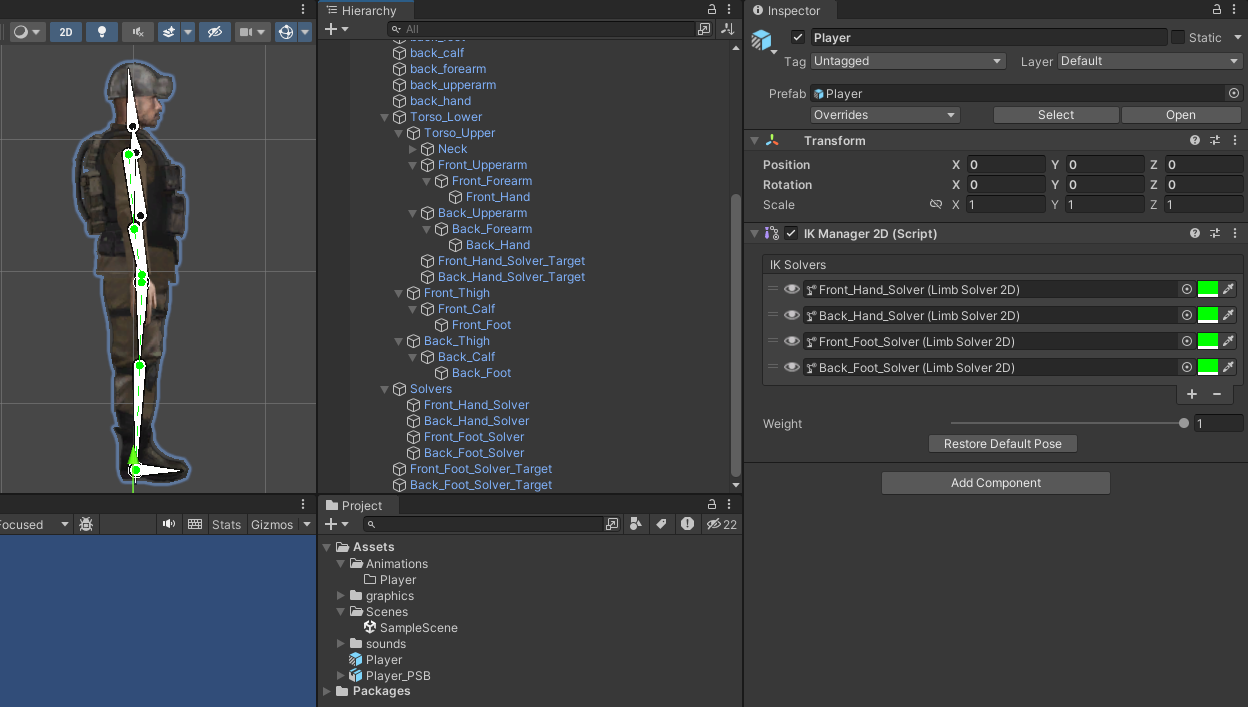 2D
Hierarchy
All
back_calf
back_forearm
back_upperarm
back_hand
Torso_Lower
Torso_Upper
Neck
Front_Upperarm
Front_Forearm
Front_Hand
Back_Upperarm
Back_Forearm
Back_Hand
Front_Hand_Solver_Target
Back_Hand_Solver_Target
Front_Thigh
Front_Calf
Front_Foot
Back_Thigh
Back_Calf
Back_Foot
Solvers
Front_Hand_Solver
Back_Hand_Solver
Front_Foot_Solver
Back_Foot_Solver
Front_Foot_Solver_Target
Back_Foot_Solver_Target
Inspector
Player Static
Tag Untagged Layer Default
Prefab Player
Overrides Select Open
Transform
Position X 0 Y 0 Z 0
Rotation X 0 Y 0 Z 0
Scale X 1 Y 1 Z 1
IK Manager 2D (Script)
IK Solvers
Front_Hand_Solver (Limb Solver 2D)
Back_Hand_Solver (Limb Solver 2D)
Front_Foot_Solver (Limb Solver 2D)
Back_Foot_Solver (Limb Solver 2D)
Weight 1
Restore Default Pose
Add Component
ocused Stats Gizmos
Project
22
Assets
Animations
Player
graphics
Scenes
SampleScene
sounds
Player
Player_PSB
Packages